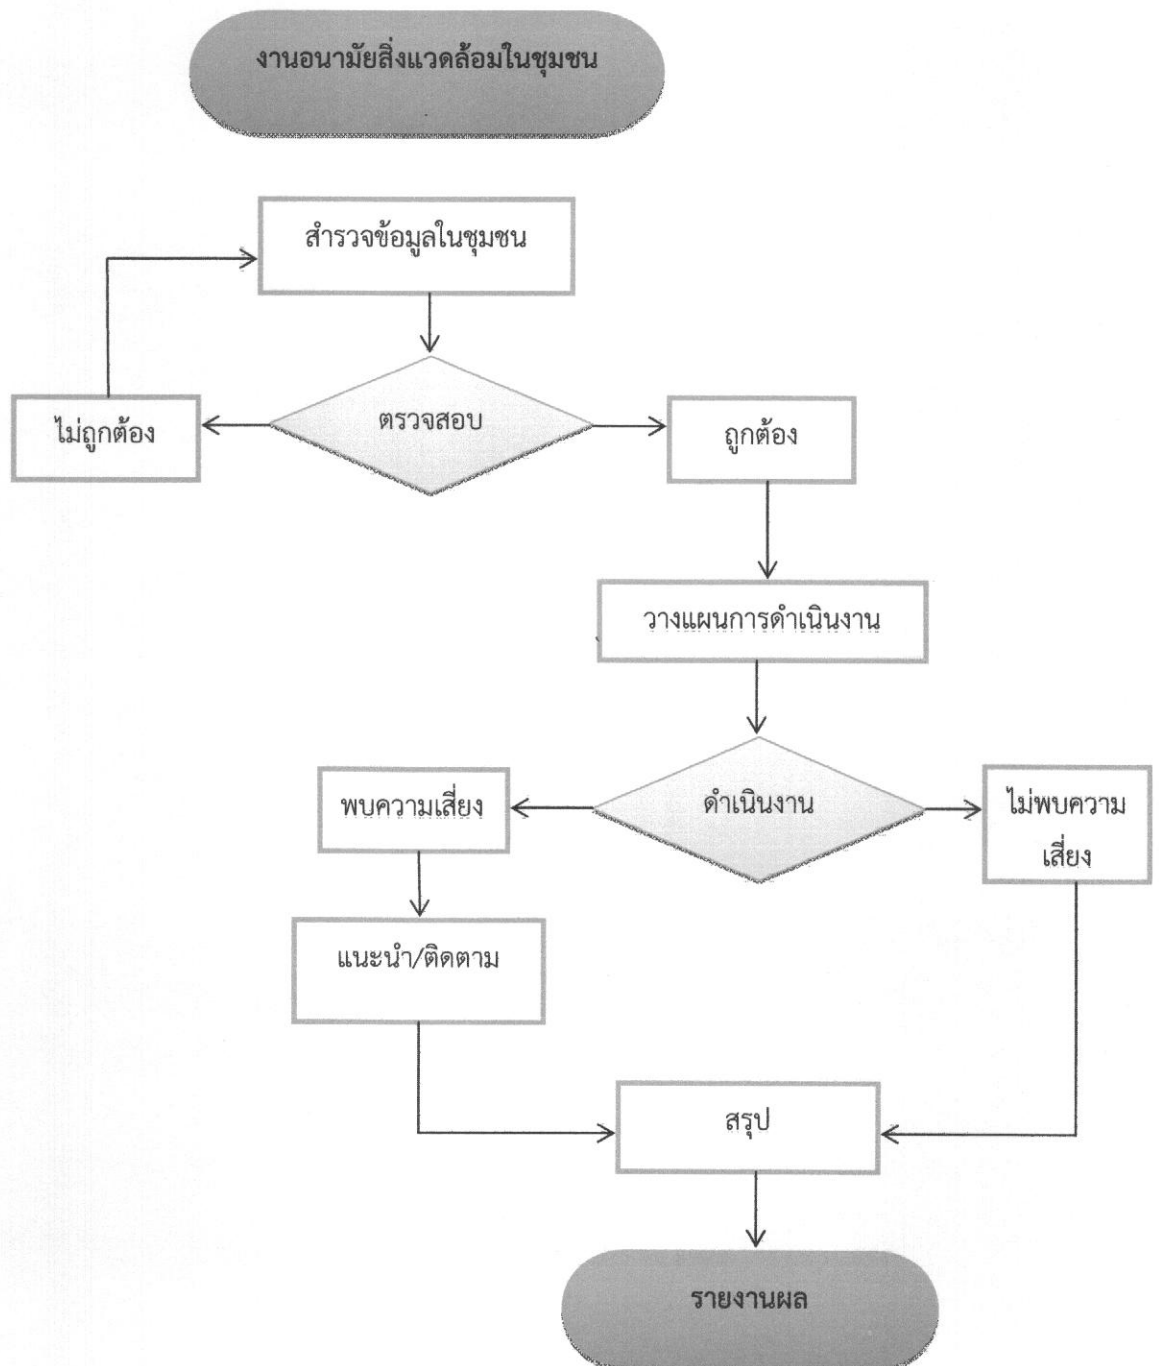 งานอนามัยสิ่งแวดล้อมในชุมชน
สำรวจข้อมูลในชุมชน
ตรวจสอบ
ไม่ถูกต้อง
ถูกต้อง
วางแผนการดำเนินงาน
ดำเนินงาน
พบความเสี่ยง
ไม่พบความ
เสี่ยง
แนะนำ/ติดตาม
สรุป
รายงานผล